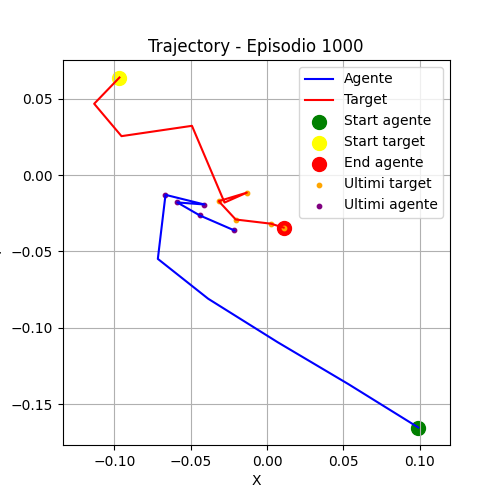 Trajectory - Episodio 1000
Agente
Target
Start agente
Start target
End agente
Ultimi target
Ultimi agente
0.05
0.00
−0.05
−0.10
−0.15
−0.10 −0.05 0.00 0.05 0.10
X